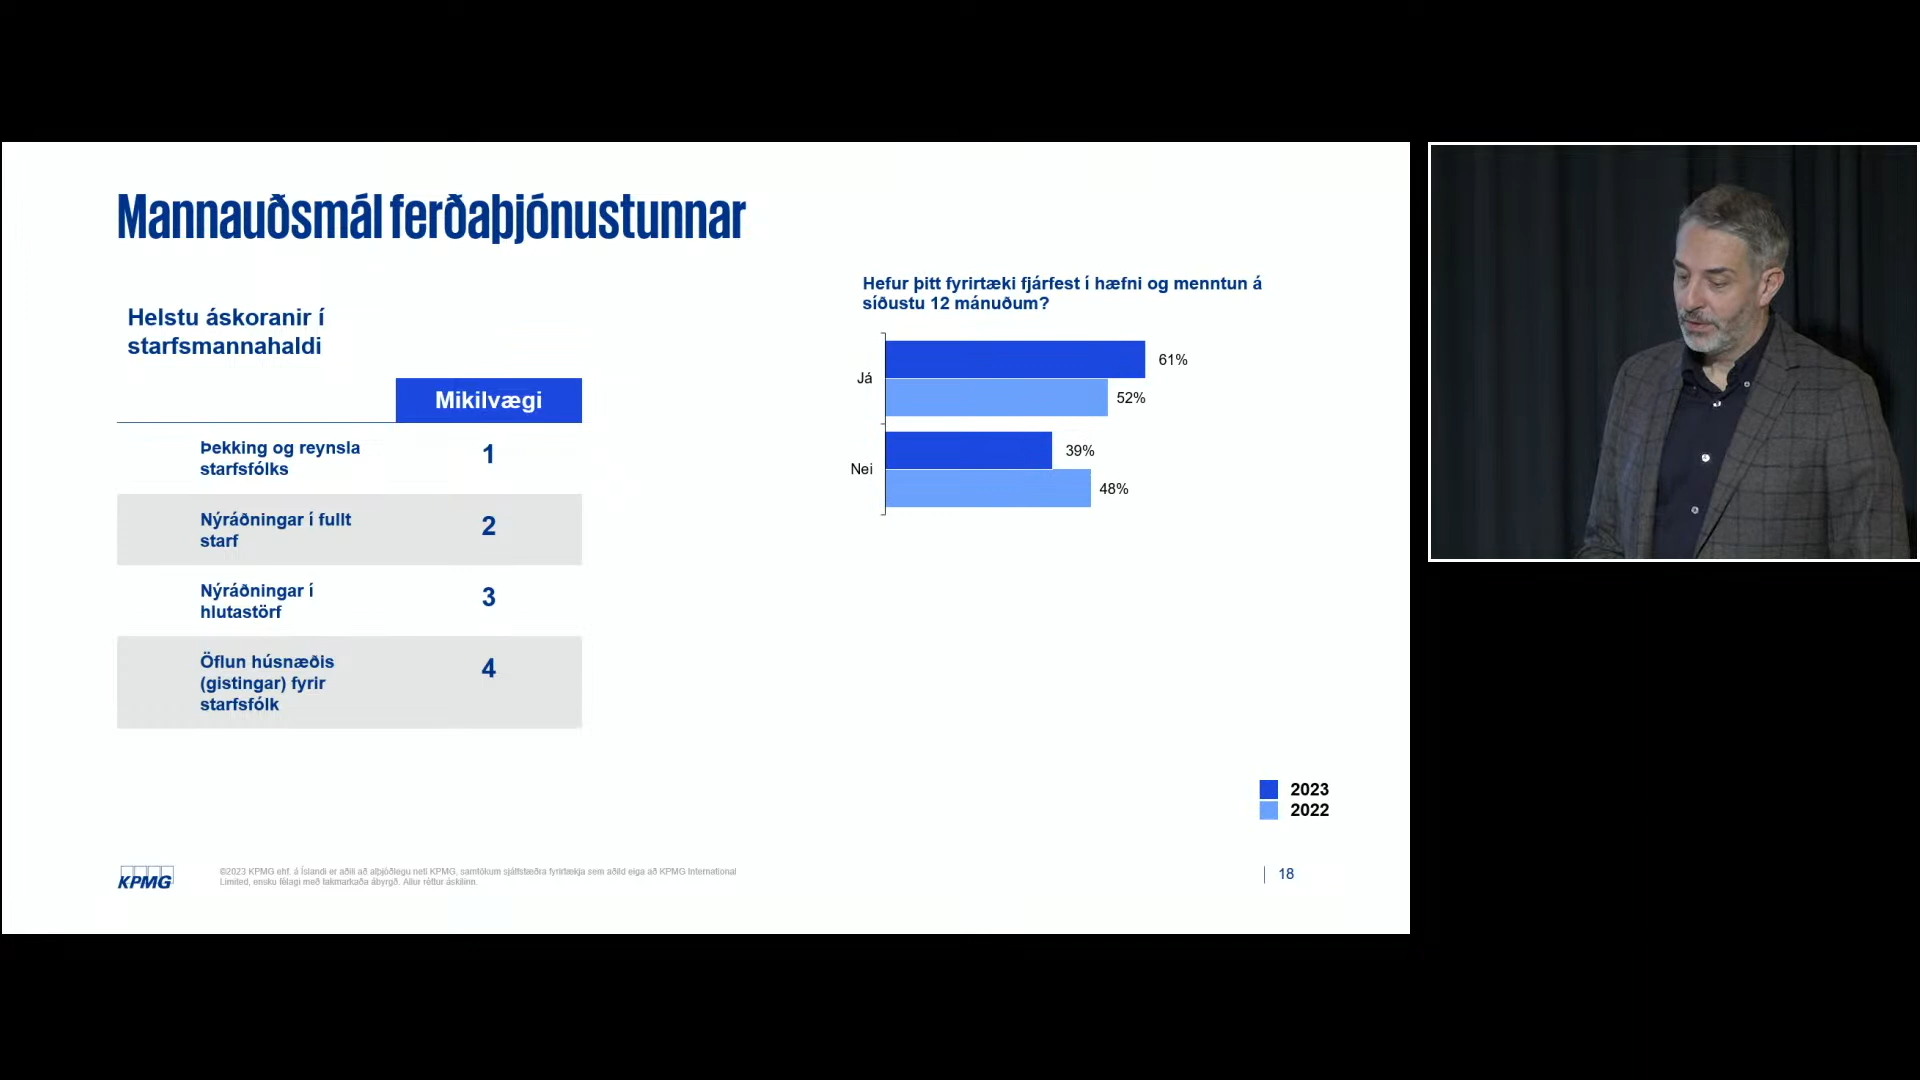 Mannauðsmál ferðaþjónustunnar
Helstu áskoranir í
starfsmannahaldi
Mikilvægi
Þekking og reynsla
starfsfólks
1
Nýráðningar í fullt
starf
2
Nýráðningar í
hlutastörf
3
Öflun húsnæðis
(gistingar) fyrir
starfsfólk
4
Hefur þitt fyrirtæki fjárfest í hæfni og menntun á
síðustu 12 mánuðum?
Já
61%
52%
Nei
39%
48%
2023
2022
KPMG
©2023 KPMG ehf. á Íslandi er aðili að alþjóðlegu neti KPMG, samtökum sjálfstæðra fyrirtækja sem aðild eiga að KPMG International
Limited, ensku félagi með takmarkaða ábyrgð. Allur réttur áskilinn.
18